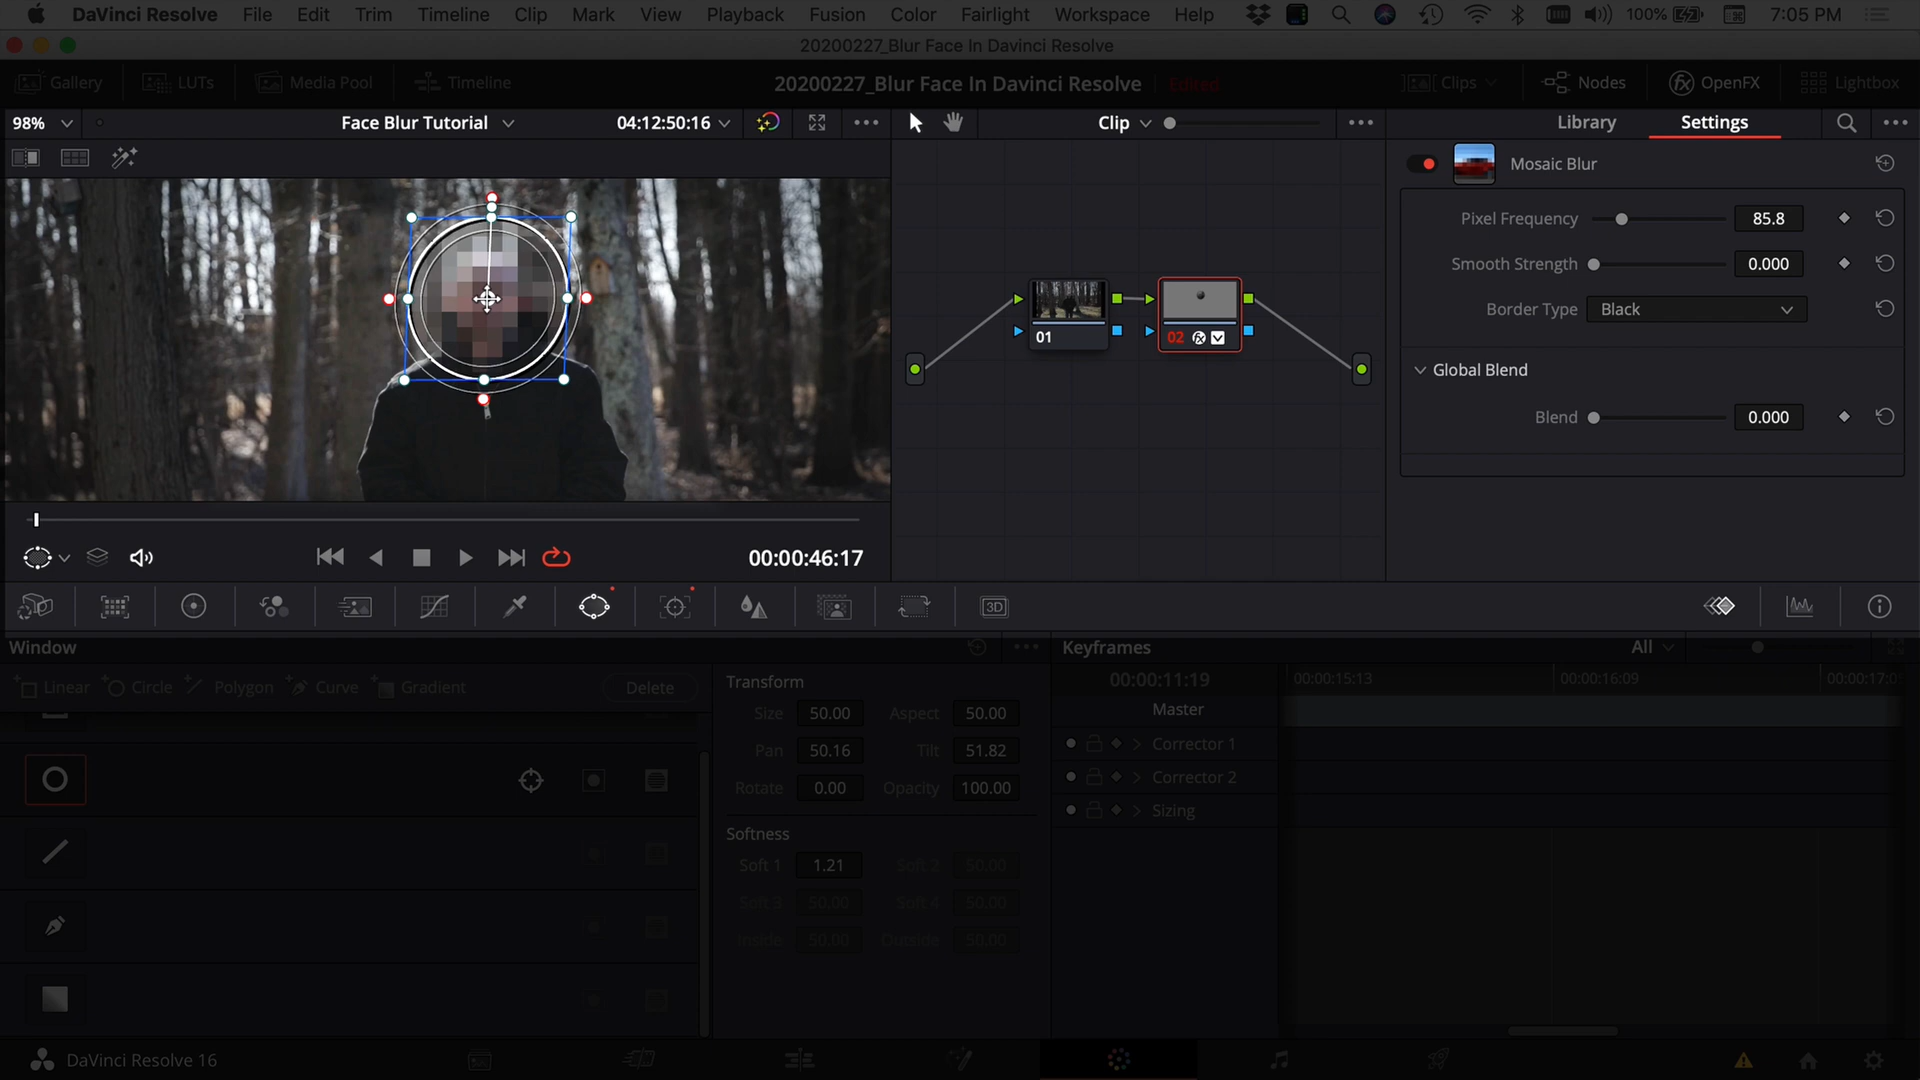 DaVinci Resolve File Edit Trim Timeline Clip Mark View Playback Fusion Color Fairlight Workspace Help 100% 7:05 PM
20200227_Blur Face In Davinci Resolve
Gallery LUTs Media Pool Timeline 20200227_Blur Face In Davinci Resolve Edited Clips Nodes OpenFX Lightbox
98% Face Blur Tutorial 04:12:50:16 Clip Library Settings
Mosaic Blur
Pixel Frequency 85.8
Smooth Strength 0.000
Border Type Black
01 02
Global Blend
Blend 0.000
00:00:46:17
3D
Window Keyframes All
Linear Circle Polygon Curve Gradient Delete
Transform
Size 50.00 Aspect 50.00
Pan 50.16 Tilt 51.82
Rotate 0.00 Opacity 100.00
Softness
Soft 1 1.21 Soft 2 50.00
Soft 3 50.00 Soft 4 50.00
Inside 50.00 Outside 50.00
00:00:11:19 00:00:15:13 00:00:16:09
Master
Corrector 1
Corrector 2
Sizing
DaVinci Resolve 16